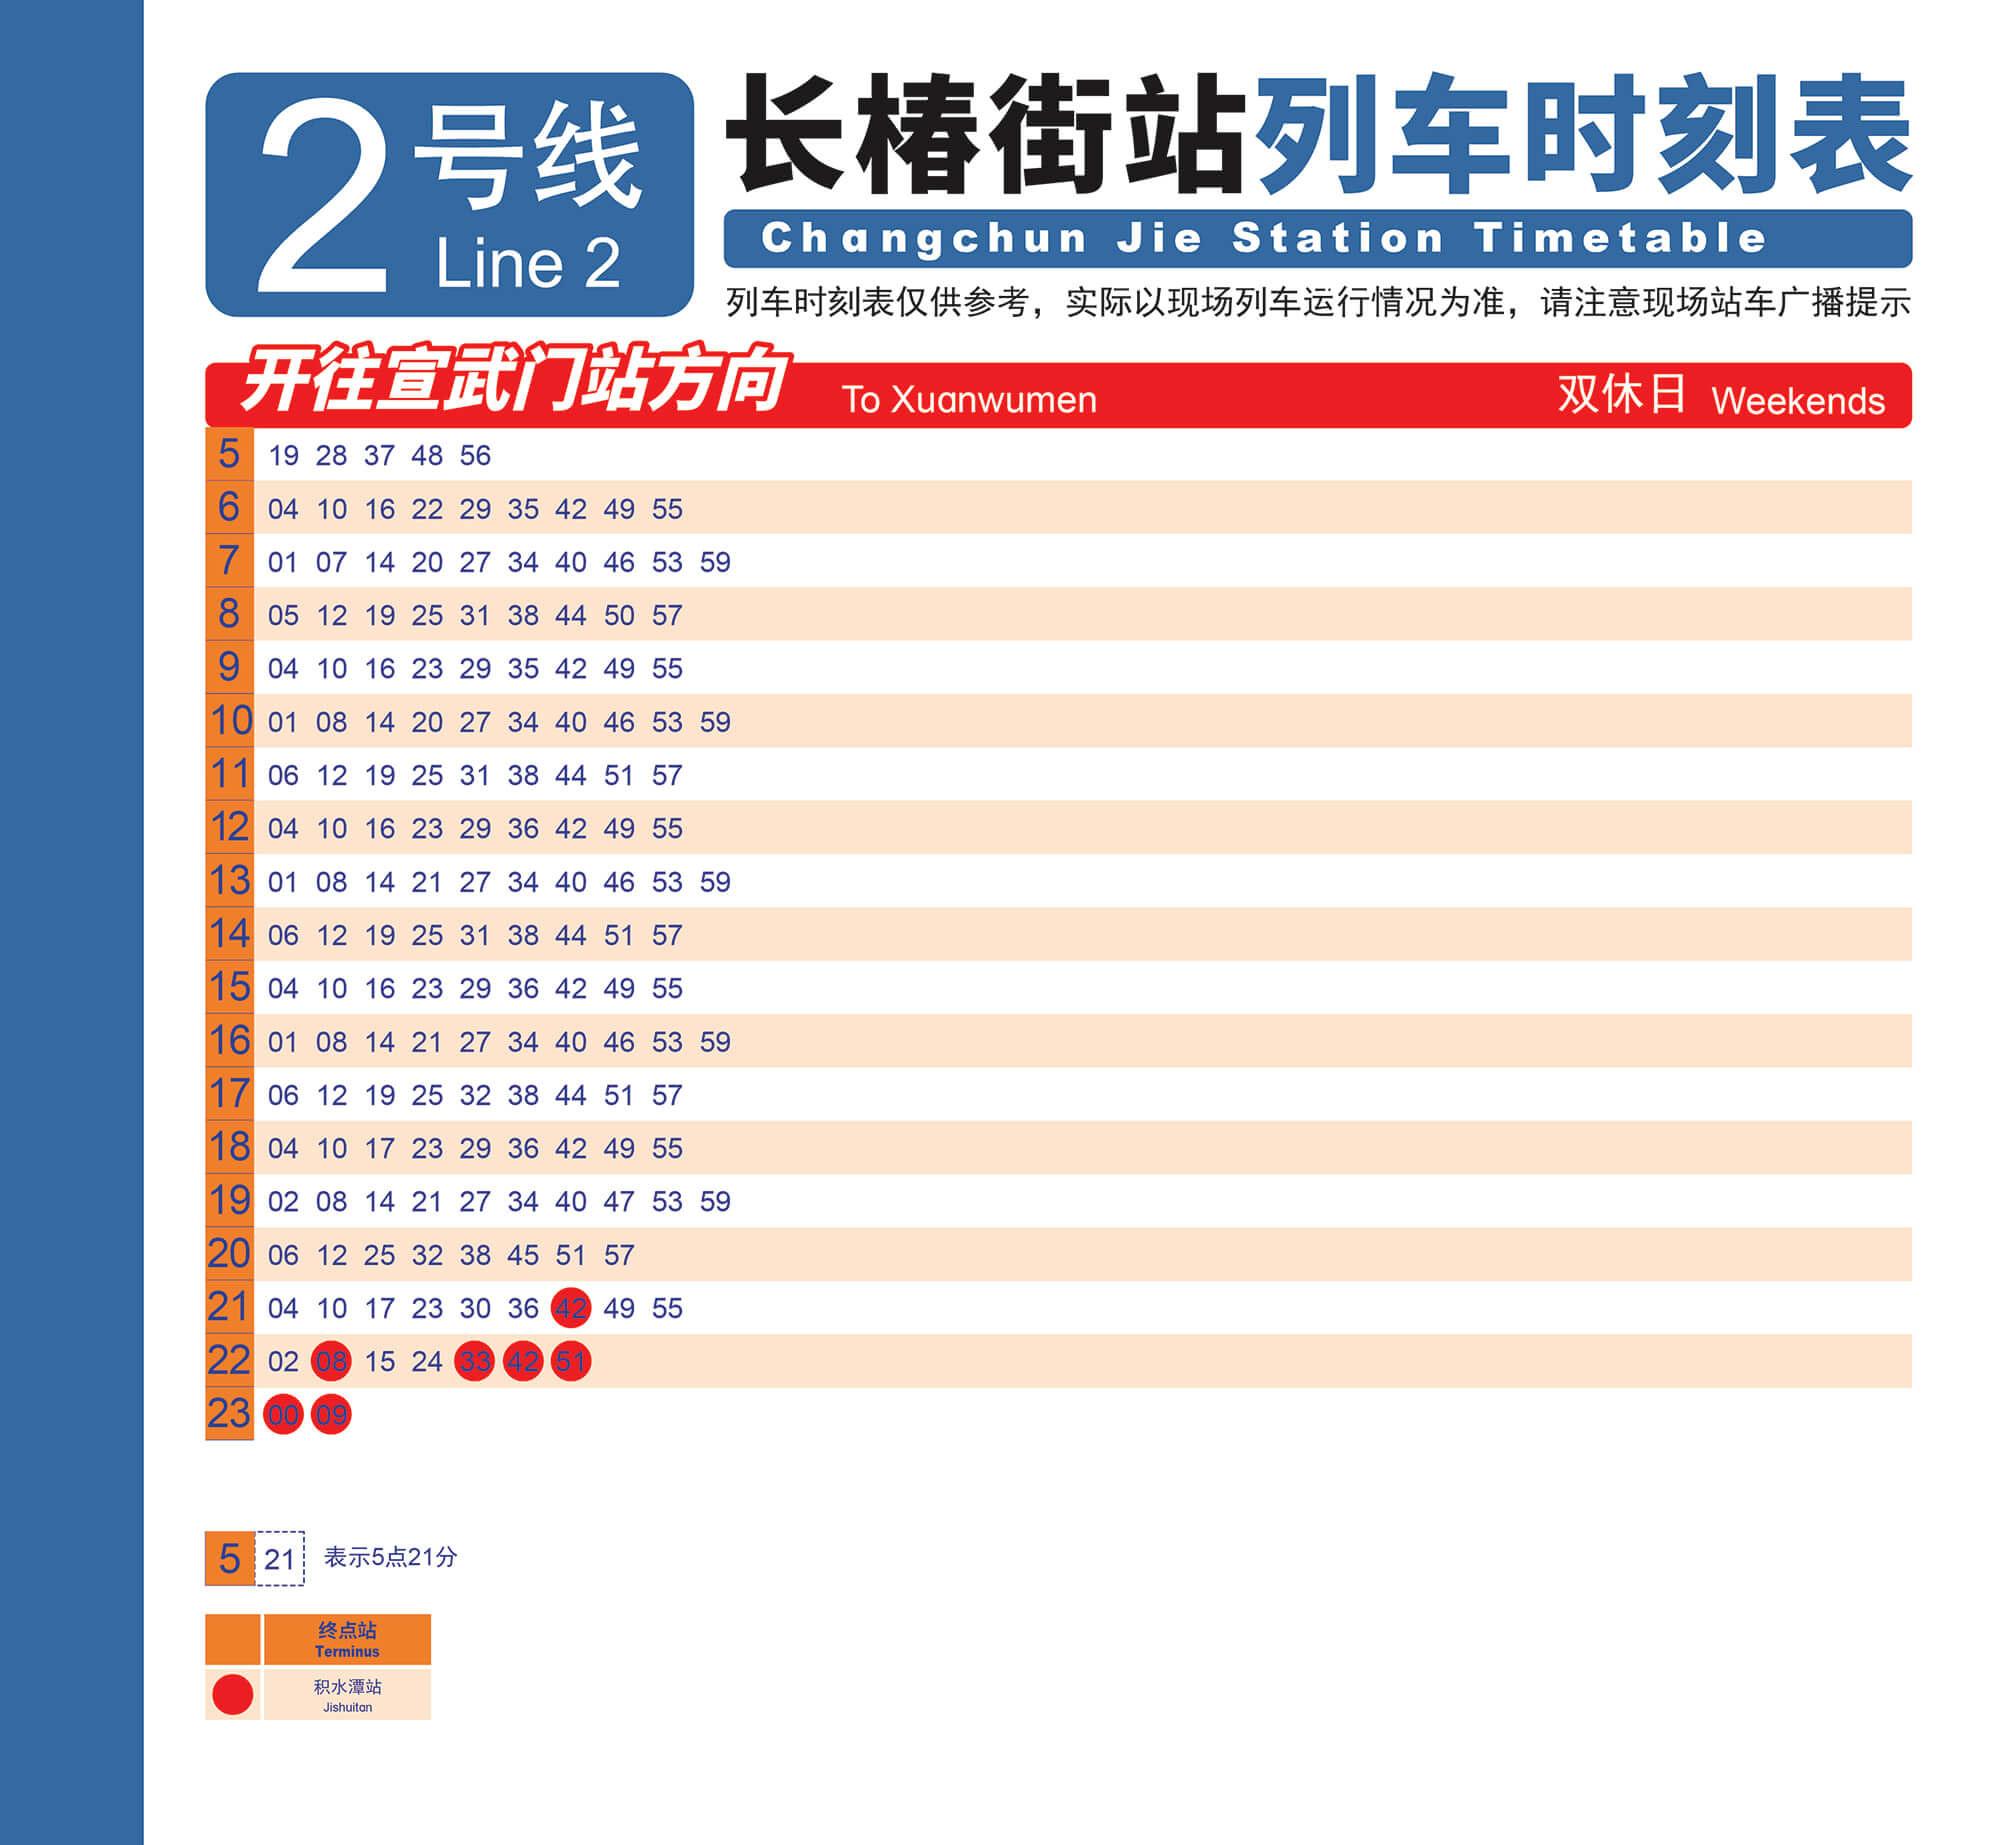 2号线
Line 2
长椿街站列车时刻表
Changchun Jie Station Timetable
列车时刻表仅供参考，实际以现场列车运行情况为准，请注意现场站车广播提示
开往宣武门站方向 To Xuanwumen 双休日 Weekends
5 19 28 37 48 56
6 04 10 16 22 29 35 42 49 55
7 01 07 14 20 27 34 40 46 53 59
8 05 12 19 25 31 38 44 50 57
9 04 10 16 23 29 35 42 49 55
10 01 08 14 20 27 34 40 46 53 59
11 06 12 19 25 31 38 44 51 57
12 04 10 16 23 29 36 42 49 55
13 01 08 14 21 27 34 40 46 53 59
14 06 12 19 25 31 38 44 51 57
15 04 10 16 23 29 36 42 49 55
16 01 08 14 21 27 34 40 46 53 59
17 06 12 19 25 32 38 44 51 57
18 04 10 17 23 29 36 42 49 55
19 02 08 14 21 27 34 40 47 53 59
20 06 12 25 32 38 45 51 57
21 04 10 17 23 30 36 42 49 55
22 02 08 15 24 33 42 51
23 00 09
5 21 表示5点21分
终点站
Terminus
积水潭站
Jishuitan